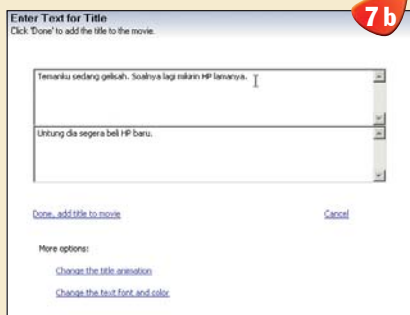 Enter Text for Title
Click 'Done' to add the title to the movie.
7b
Temanku sedang gelisah. Soalnya lagi mikirin HP lamanya.
Untung dia segera beli HP baru.
Done, add title to movie
Cancel
More options:
Change the title animation
Change the text font and color